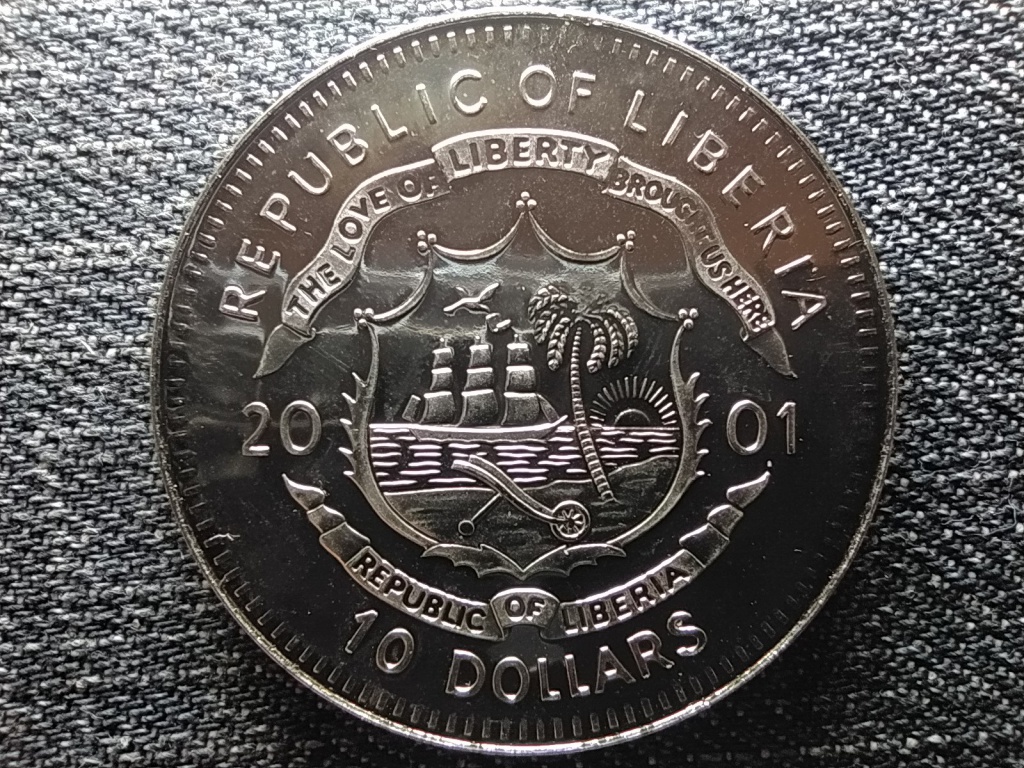 REPUBLIC OF LIBERIA
THE LOVE OF LIBERTY BROUGHT US HERE
20 01
REPUBLIC OF LIBERIA
10 DOLLARS